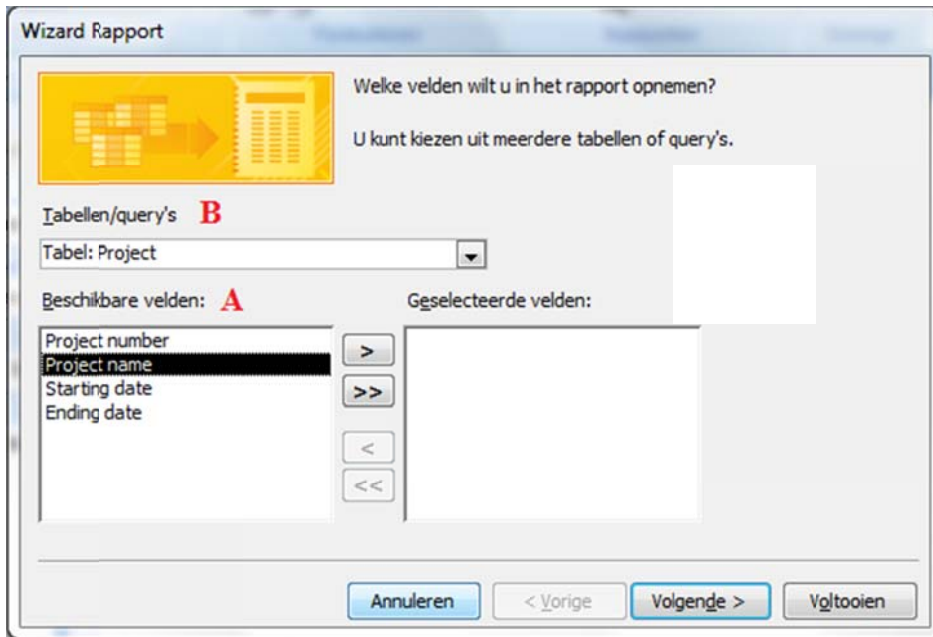 Wizard Rapport
Welke velden wilt u in het rapport opnemen?
U kunt kiezen uit meerdere tabellen of query's.
Tabellen/query's B
Tabel: Project
Beschikbare velden: A
Geselecteerde velden:
Project number
Project name
Starting date
Ending date
>
>>
<
<<
Annuleren
< Vorige
Volgende >
Voltooien